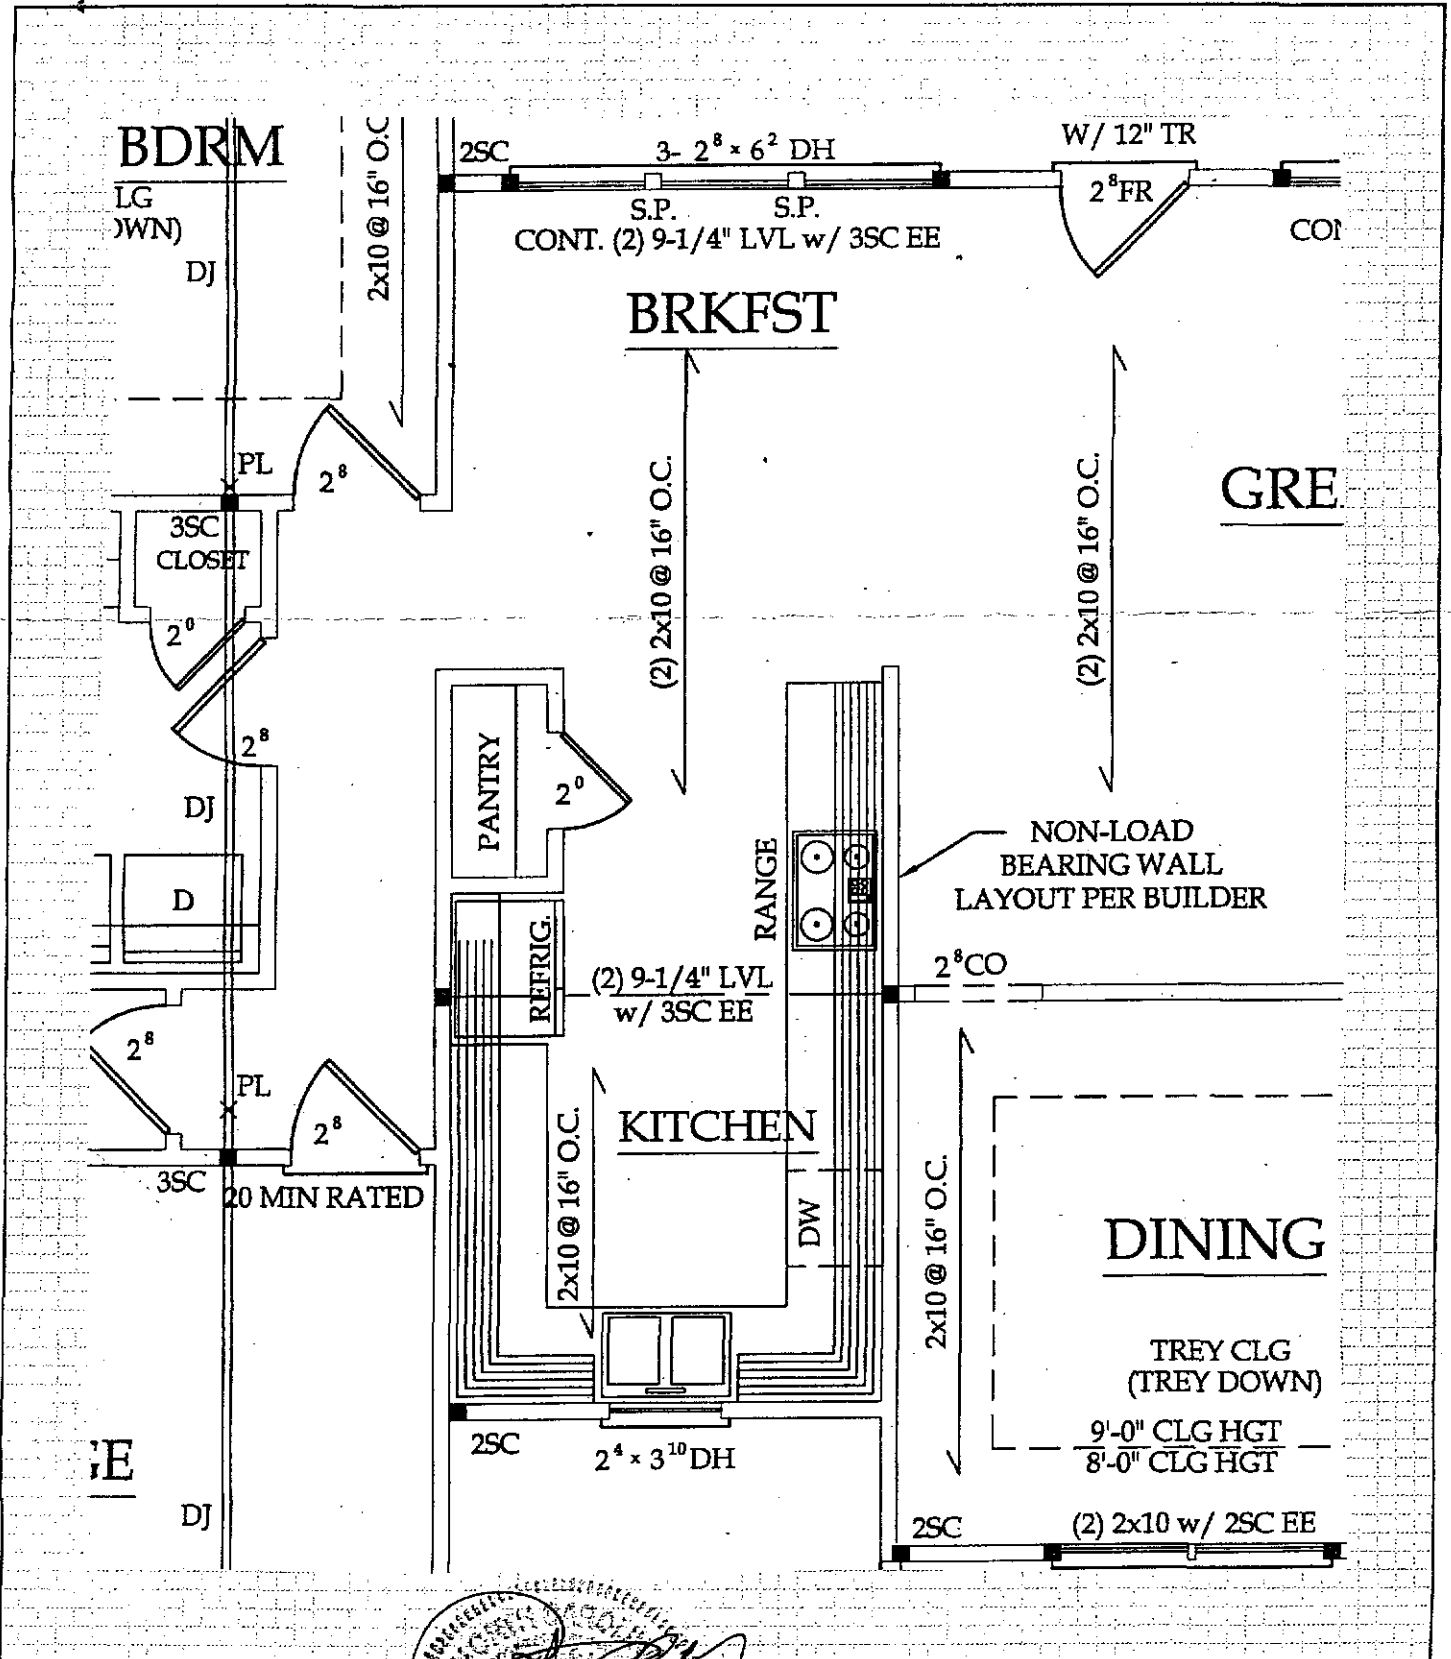 BDRM
LG
OWN)
DJ
2x10 @ 16" O.C
2SC
3- 2⁸ x 6² DH
S.P.
S.P.
CONT. (2) 9-1/4" LVL w/ 3SC EE
W/ 12" TR
2⁸FR
BRKFST
(2) 2x10 @ 16" O.C.
(2) 2x10 @ 16" O.C.
GRE
PL
2⁸
3SC
CLOSET
2⁰
2⁸
DJ
D
PANTRY
2⁰
RANGE
NON-LOAD
BEARING WALL
LAYOUT PER BUILDER
REFRIG.
(2) 9-1/4" LVL
w/ 3SC EE
2⁸CO
2⁸
PL
2⁸
3SC
20 MIN RATED
KITCHEN
2x10 @ 16" O.C.
DW
2x10 @ 16" O.C.
DINING
TREY CLG
(TREY DOWN)
9'-0" CLG HGT
8'-0" CLG HGT
2SC
2⁴ x 3¹⁰DH
GE
DJ
2SC
(2) 2x10 w/ 2SC EE